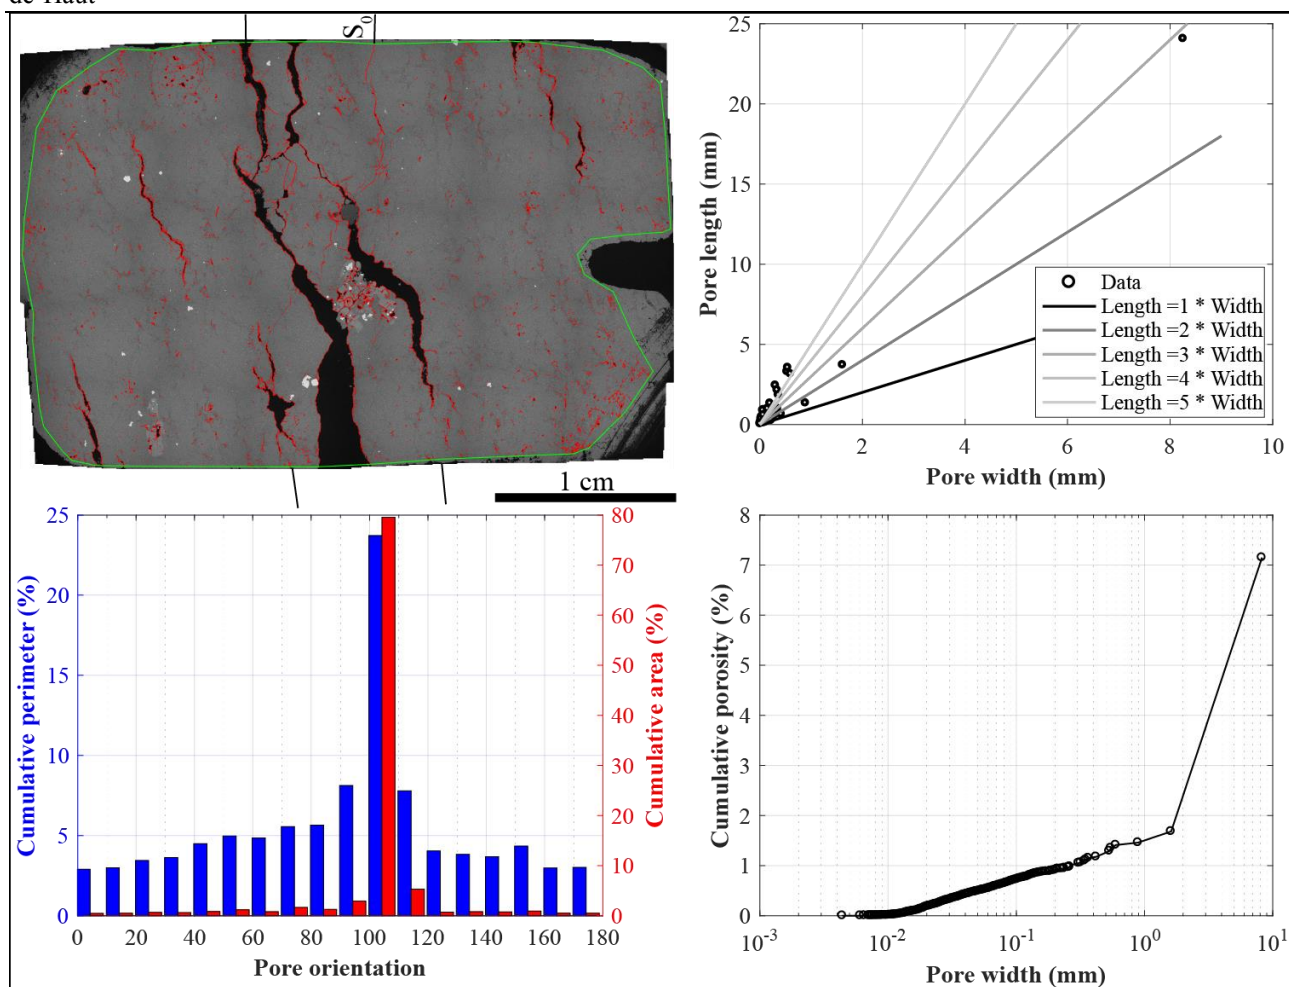 de-Haut
S0
1 cm
25
20
15
10
5
0
Pore length (mm)
Data
Length =1 * Width
Length =2 * Width
Length =3 * Width
Length =4 * Width
Length =5 * Width
0 2 4 6 8 10
Pore width (mm)
25
20
15
10
5
0
Cumulative perimeter (%)
80
70
60
50
40
30
20
10
0
Cumulative area (%)
0 20 40 60 80 100 120 140 160 180
Pore orientation
8
7
6
5
4
3
2
1
0
Cumulative porosity (%)
10-3 10-2 10-1 100 101
Pore width (mm)